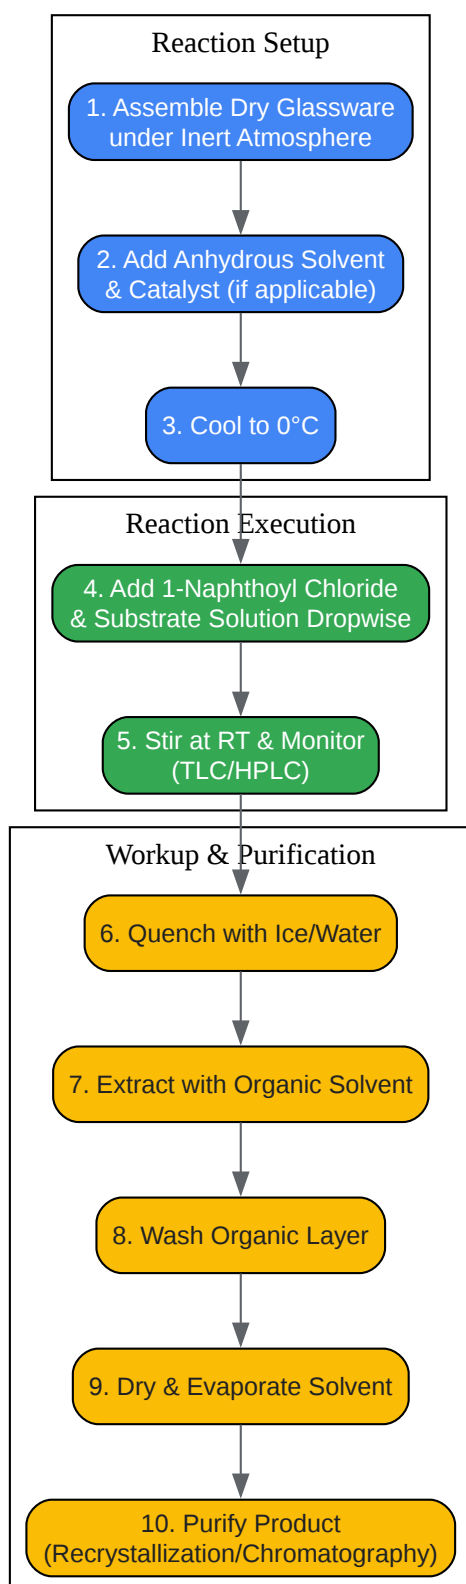 Reaction Setup
1. Assemble Dry Glassware
under Inert Atmosphere
2. Add Anhydrous Solvent
& Catalyst (if applicable)
3. Cool to 0°C
Reaction Execution
4. Add 1-Naphthoyl Chloride
& Substrate Solution Dropwise
5. Stir at RT & Monitor
(TLC/HPLC)
Workup & Purification
6. Quench with Ice/Water
7. Extract with Organic Solvent
8. Wash Organic Layer
9. Dry & Evaporate Solvent
10. Purify Product
(Recrystallization/Chromatography)